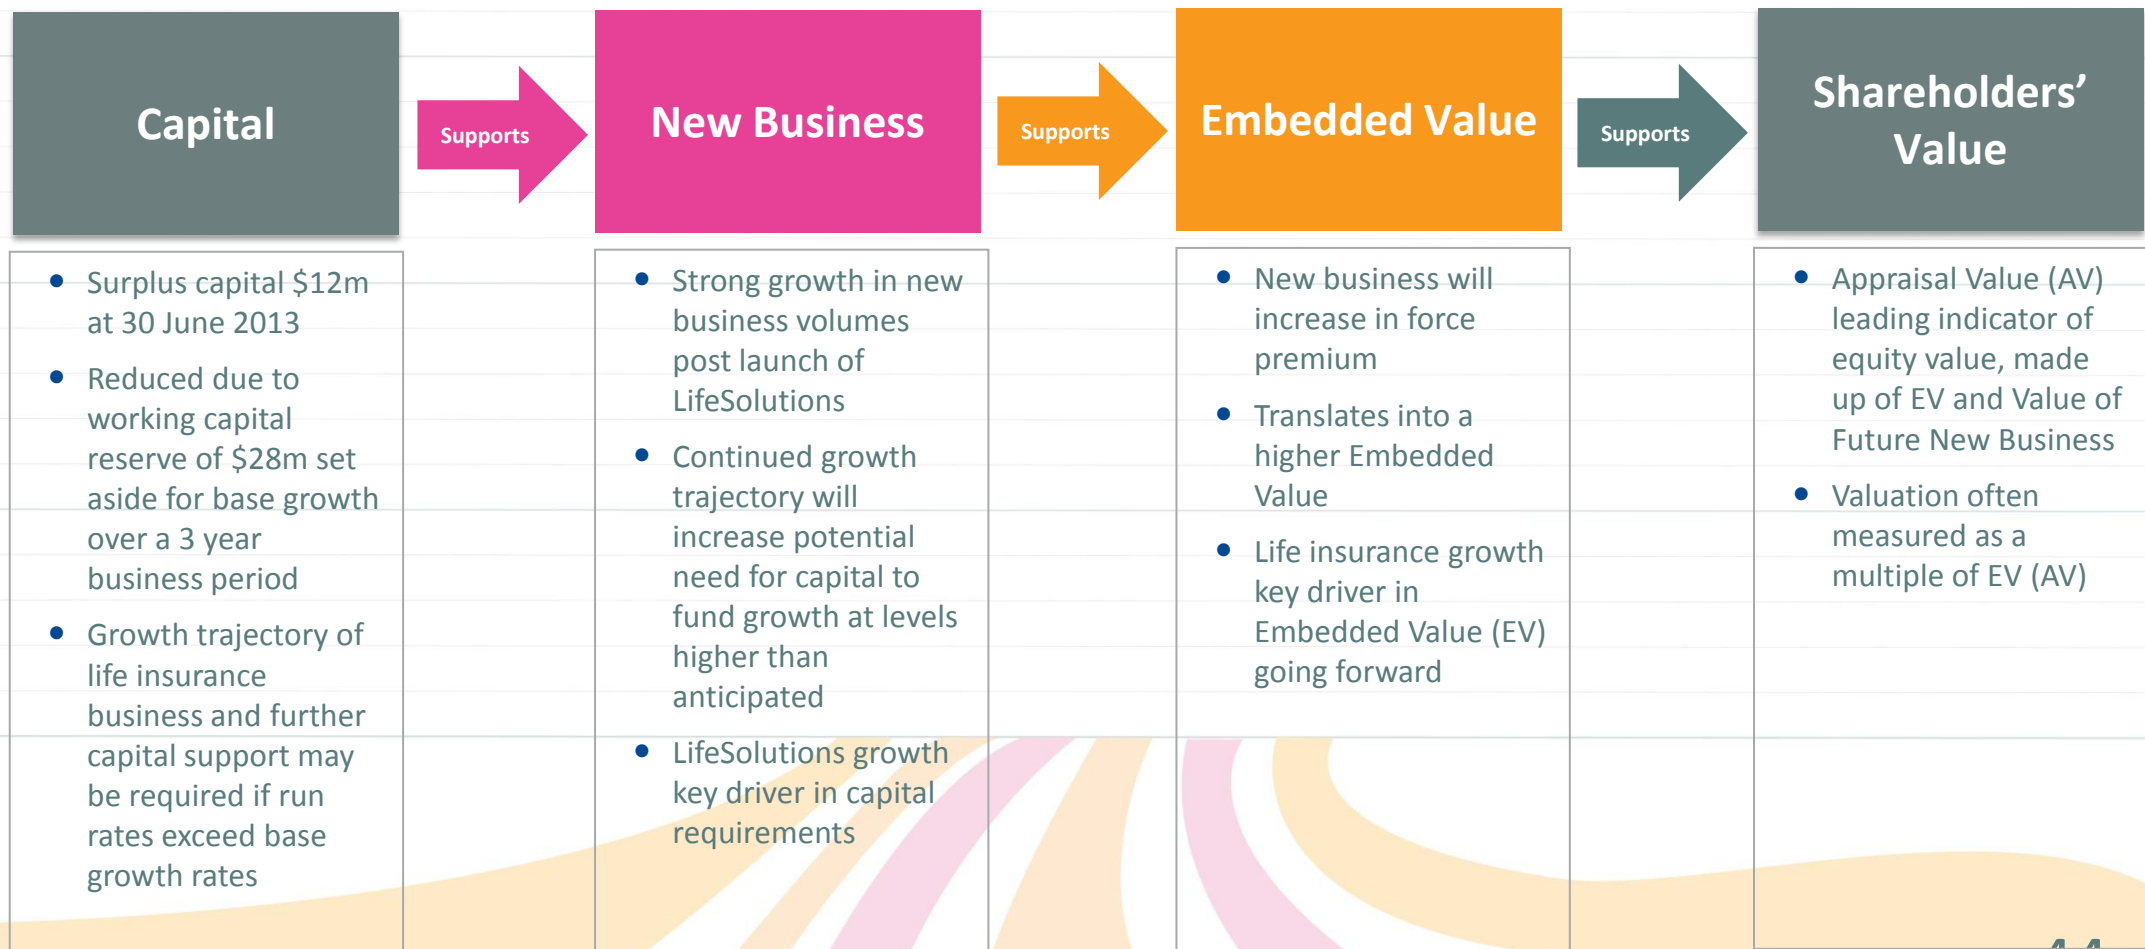 Capital
Supports
New Business
Supports
Embedded Value
Supports
Shareholders'
Value
• Surplus capital $12m
at 30 June 2013
• Reduced due to
working capital
reserve of $28m set
aside for base growth
over a 3 year
business period
• Growth trajectory of
life insurance
business and further
capital support may
be required if run
rates exceed base
growth rates
• Strong growth in new
business volumes
post launch of
LifeSolutions
• Continued growth
trajectory will
increase potential
need for capital to
fund growth at levels
higher than
anticipated
• LifeSolutions growth
key driver in capital
requirements
• New business will
increase in force
premium
• Translates into a
higher Embedded
Value
• Life insurance growth
key driver in
Embedded Value (EV)
going forward
• Appraisal Value (AV)
leading indicator of
equity value, made
up of EV and Value of
Future New Business
• Valuation often
measured as a
multiple of EV (AV)